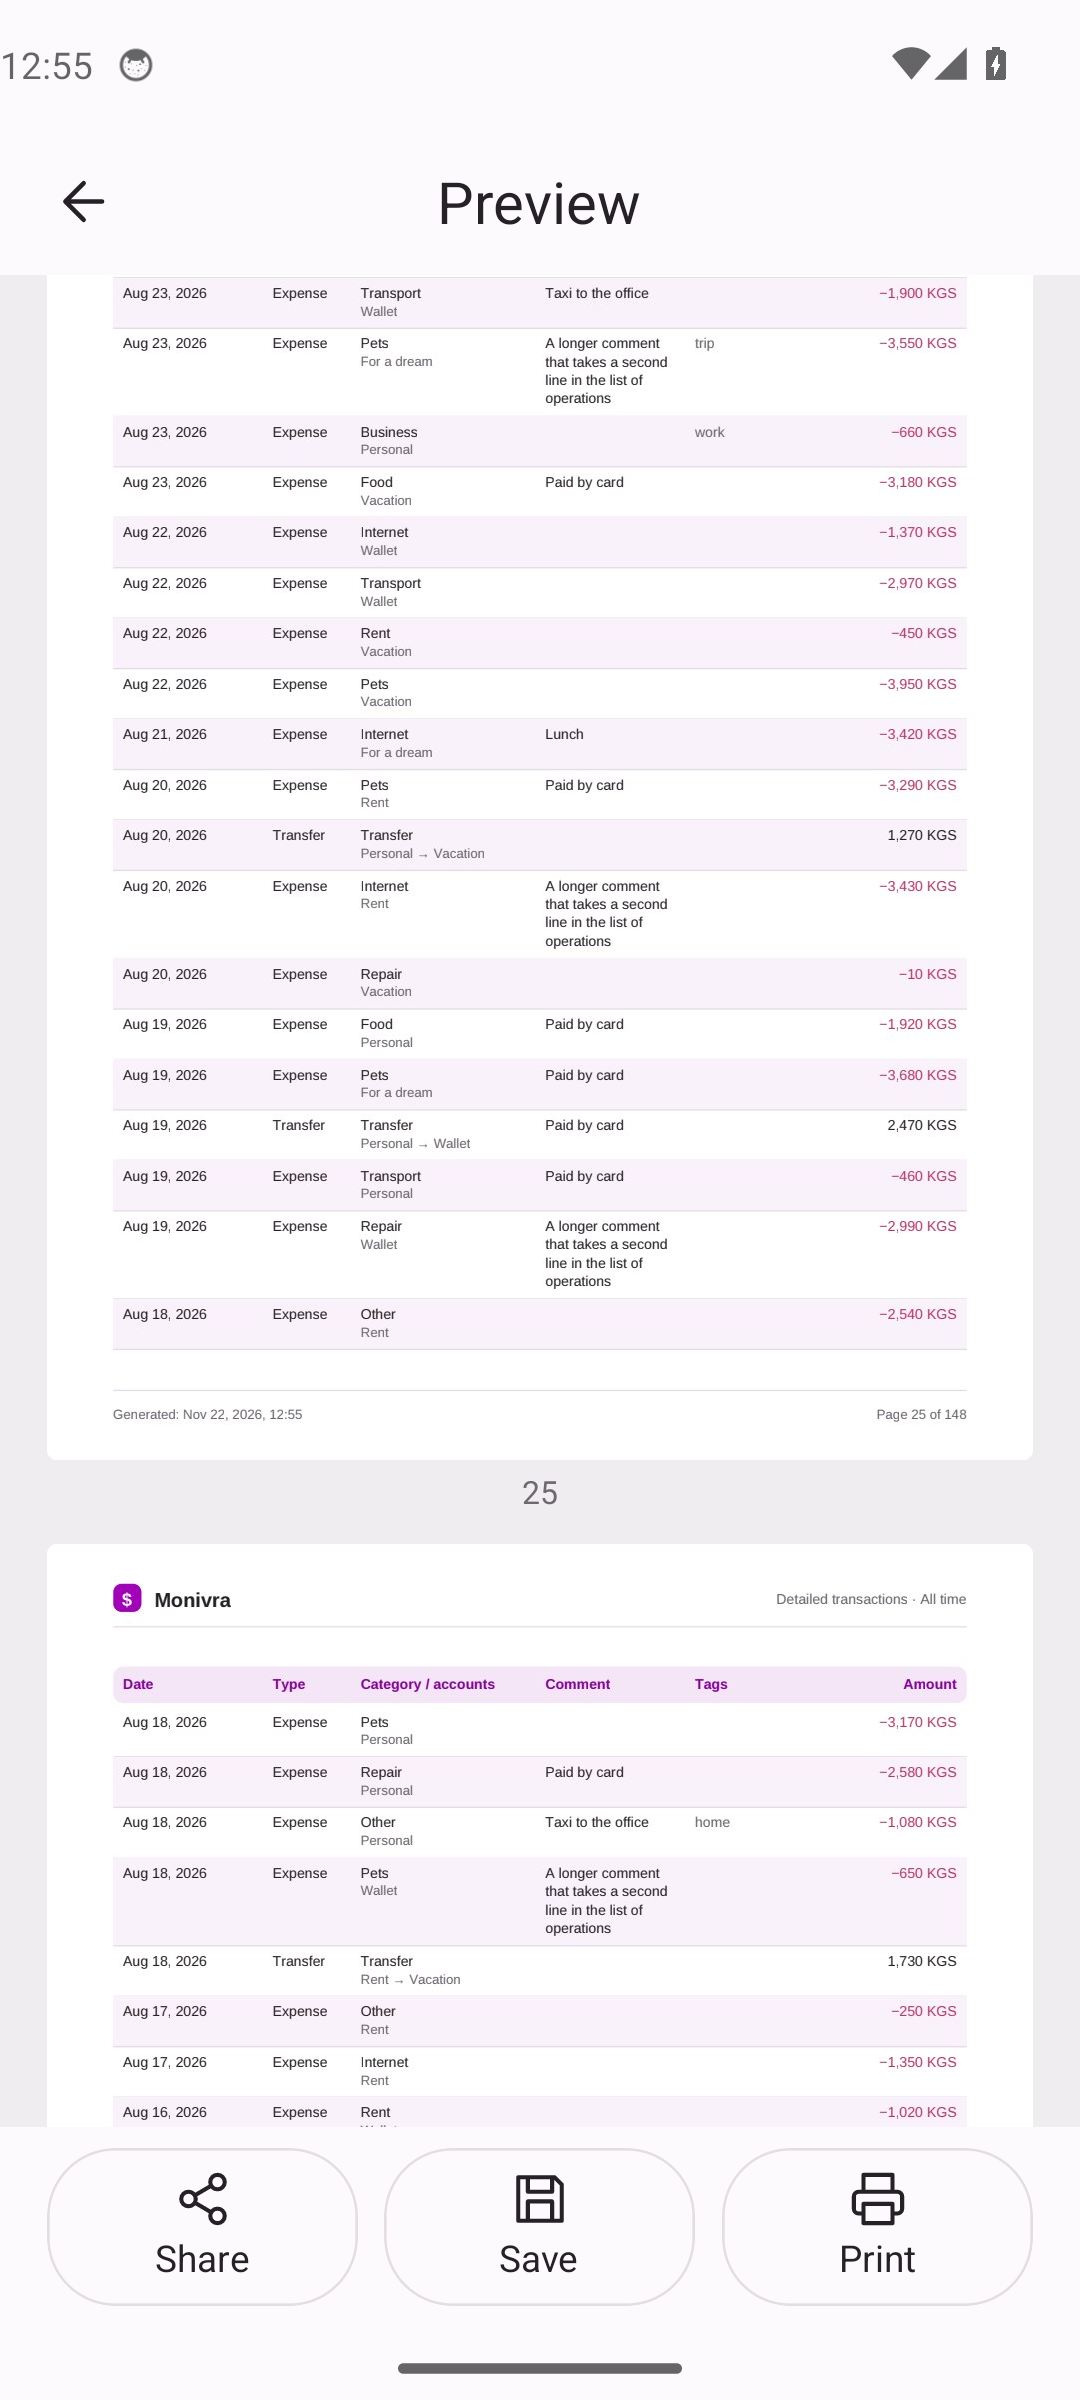 12:55
Preview
Aug 23, 2026 Expense Transport Taxi to the office −1,900 KGS
Wallet
Aug 23, 2026 Expense Pets A longer comment trip −3,550 KGS
For a dream that takes a second
line in the list of
operations
Aug 23, 2026 Expense Business work −660 KGS
Personal
Aug 23, 2026 Expense Food Paid by card −3,180 KGS
Vacation
Aug 22, 2026 Expense Internet −1,370 KGS
Wallet
Aug 22, 2026 Expense Transport −2,970 KGS
Wallet
Aug 22, 2026 Expense Rent −450 KGS
Vacation
Aug 22, 2026 Expense Pets −3,950 KGS
Vacation
Aug 21, 2026 Expense Internet Lunch −3,420 KGS
For a dream
Aug 20, 2026 Expense Pets Paid by card −3,290 KGS
Rent
Aug 20, 2026 Transfer Transfer 1,270 KGS
Personal → Vacation
Aug 20, 2026 Expense Internet A longer comment −3,430 KGS
Rent that takes a second
line in the list of
operations
Aug 20, 2026 Expense Repair −10 KGS
Vacation
Aug 19, 2026 Expense Food Paid by card −1,920 KGS
Personal
Aug 19, 2026 Expense Pets Paid by card −3,680 KGS
For a dream
Aug 19, 2026 Transfer Transfer Paid by card 2,470 KGS
Personal → Wallet
Aug 19, 2026 Expense Transport Paid by card −460 KGS
Personal
Aug 19, 2026 Expense Repair A longer comment −2,990 KGS
Wallet that takes a second
line in the list of
operations
Aug 18, 2026 Expense Other −2,540 KGS
Rent
Generated: Nov 22, 2026, 12:55 Page 25 of 148
25
$ Monivra Detailed transactions · All time
Date Type Category / accounts Comment Tags Amount
Aug 18, 2026 Expense Pets −3,170 KGS
Personal
Aug 18, 2026 Expense Repair Paid by card −2,580 KGS
Personal
Aug 18, 2026 Expense Other Taxi to the office home −1,080 KGS
Personal
Aug 18, 2026 Expense Pets A longer comment −650 KGS
Wallet that takes a second
line in the list of
operations
Aug 18, 2026 Transfer Transfer 1,730 KGS
Rent → Vacation
Aug 17, 2026 Expense Other −250 KGS
Rent
Aug 17, 2026 Expense Internet −1,350 KGS
Rent
Aug 16, 2026 Expense Rent −1,020 KGS
Share Save Print